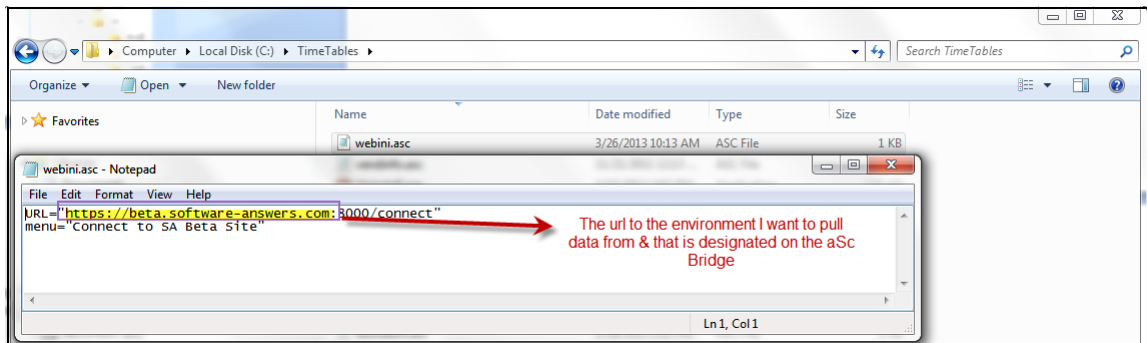 Computer ▸ Local Disk (C:) ▸ TimeTables ▸
Search TimeTables
Organize ▾ Open ▾ New folder
Favorites
Name Date modified Type Size
webini.asc 3/26/2013 10:13 AM ASC File 1 KB
webini.asc - Notepad
File Edit Format View Help
URL="https://beta.software-answers.com:8000/connect"
menu="Connect to SA Beta Site"
The url to the environment I want to pull
data from & that is designated on the aSc
Bridge
Ln 1, Col 1